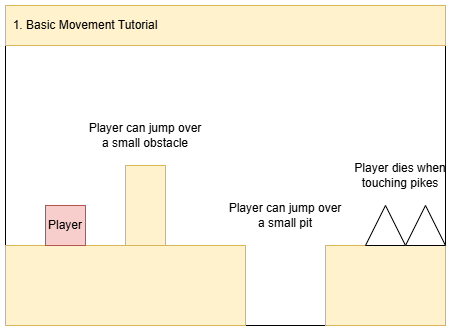 1. Basic Movement Tutorial
Player can jump over
a small obstacle
Player dies when
touching pikes
Player can jump over
a small pit
Player